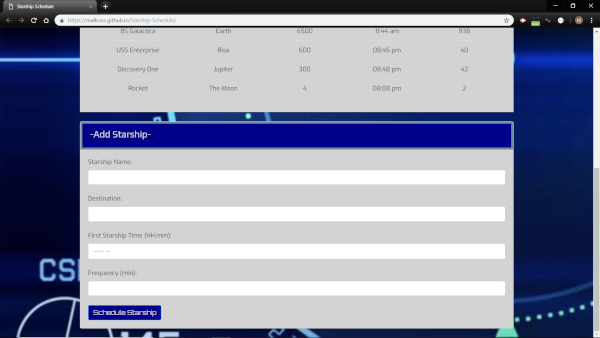 Starship Schedule
https://malkons.github.io/Starship-Schedule/
BS Galactica Earth 6500 11:44 am 938
USS Enterprise Risa 600 08:46 pm 40
Discovery One Jupiter 300 08:48 pm 42
Rocket The Moon 4 08:08 pm 2
-Add Starship-
Starship Name:
Destination:
First Starship Time (HH:mm):
--:-- --
Frequency (min):
Schedule Starship